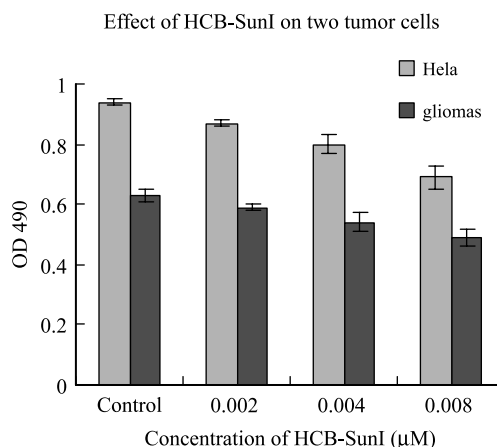 Effect of HCB-SunI on two tumor cells
Hela
gliomas
1
0.8
0.6
0.4
0.2
0
OD 490
Control 0.002 0.004 0.008
Concentration of HCB-SunI (μM)